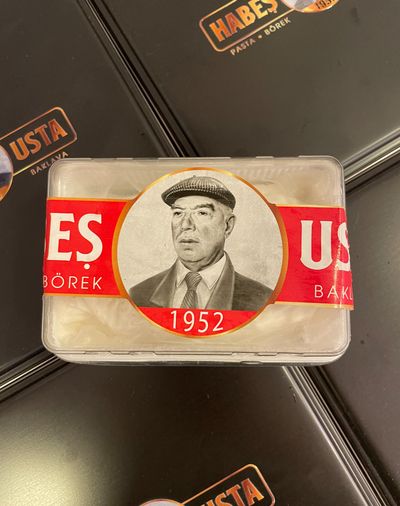 HABEŞ
PASTA • BÖREK
USTA
BAKLAVA
EŞ
BÖREK
US
BAKL
1952
USTA